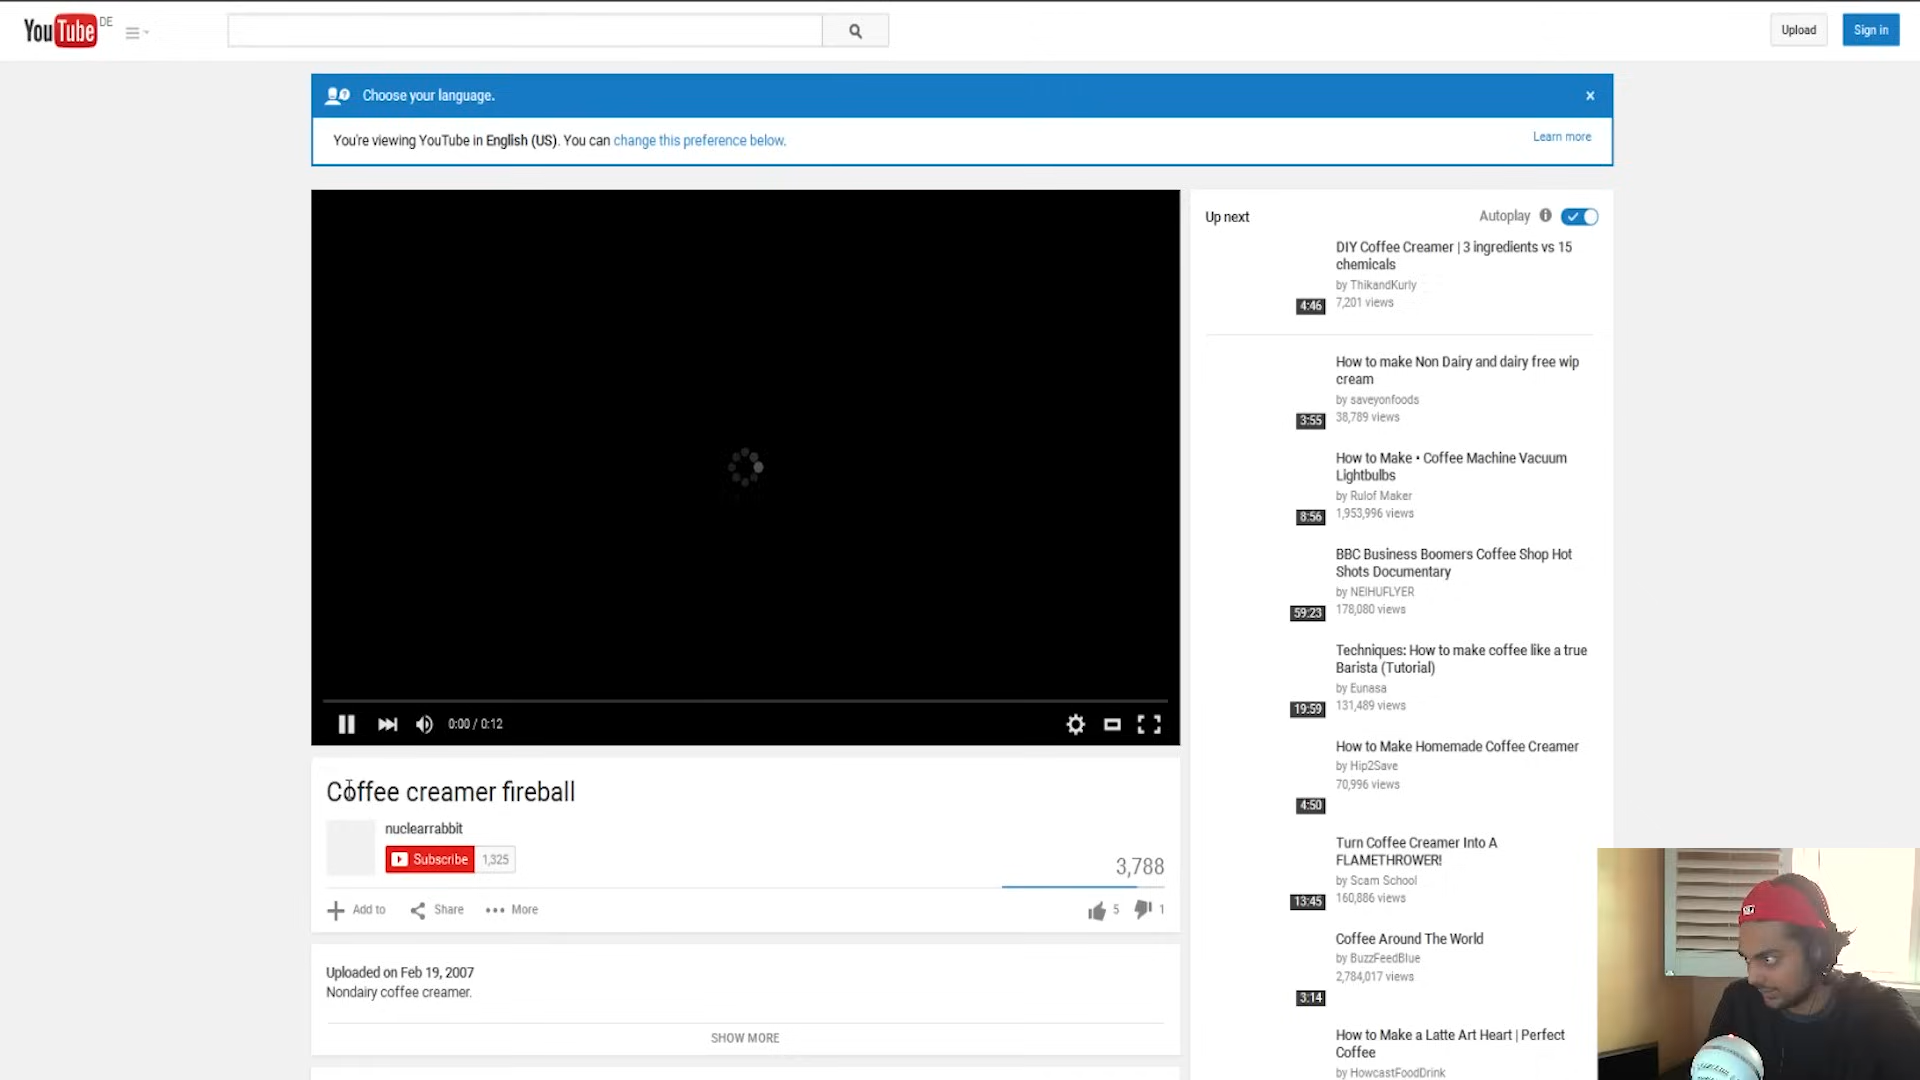 YouTube DE
Upload
Sign in
Choose your language.
×
You're viewing YouTube in English (US). You can change this preference below.
Learn more
Up next
Autoplay
DIY Coffee Creamer | 3 ingredients vs 15
chemicals
by ThikandKurly
7,201 views
4:46
How to make Non Dairy and dairy free wip
cream
by saveyonfoods
38,789 views
3:55
How to Make • Coffee Machine Vacuum
Lightbulbs
by Rulof Maker
1,953,996 views
8:56
BBC Business Boomers Coffee Shop Hot
Shots Documentary
by NEIHUFLYER
178,080 views
59:23
Techniques: How to make coffee like a true
Barista (Tutorial)
by Eunasa
131,489 views
19:59
How to Make Homemade Coffee Creamer
by Hip2Save
70,996 views
4:50
Turn Coffee Creamer Into A
FLAMETHROWER!
by Scam School
160,886 views
13:45
Coffee Around The World
by BuzzFeedBlue
2,784,017 views
3:14
How to Make a Latte Art Heart | Perfect
Coffee
by HowcastFoodDrink
0:00 / 0:12
Coffee creamer fireball
nuclearrabbit
Subscribe 1,325
3,788
Add to
Share
More
5
1
Uploaded on Feb 19, 2007
Nondairy coffee creamer.
SHOW MORE